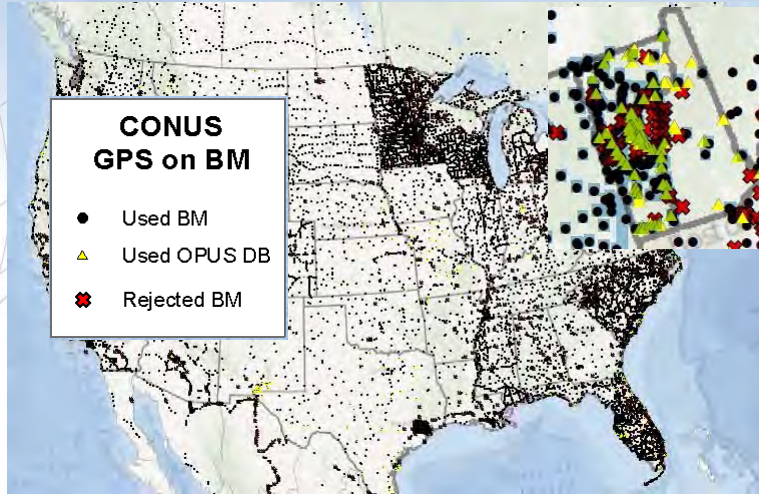 CONUS
GPS on BM
Used BM
Used OPUS DB
Rejected BM